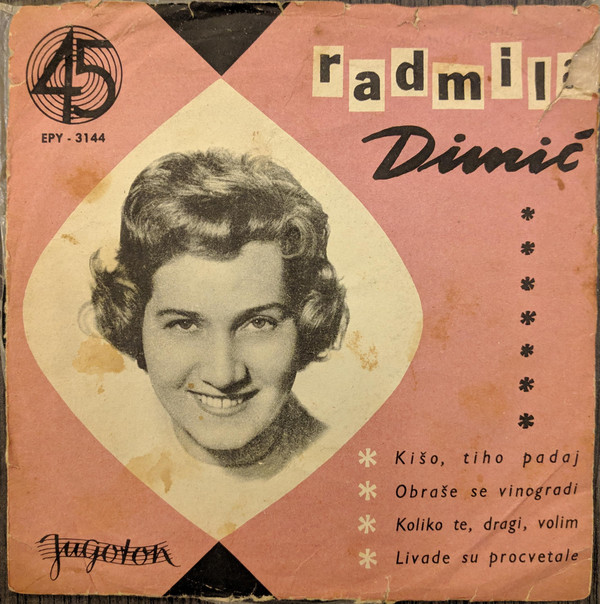 45
EPY - 3144
radmila
Dimić
* Kišo, tiho padaj
* Obraše se vinogradi
* Koliko te, dragi, volim
* Livade su procvetale
Jugoton